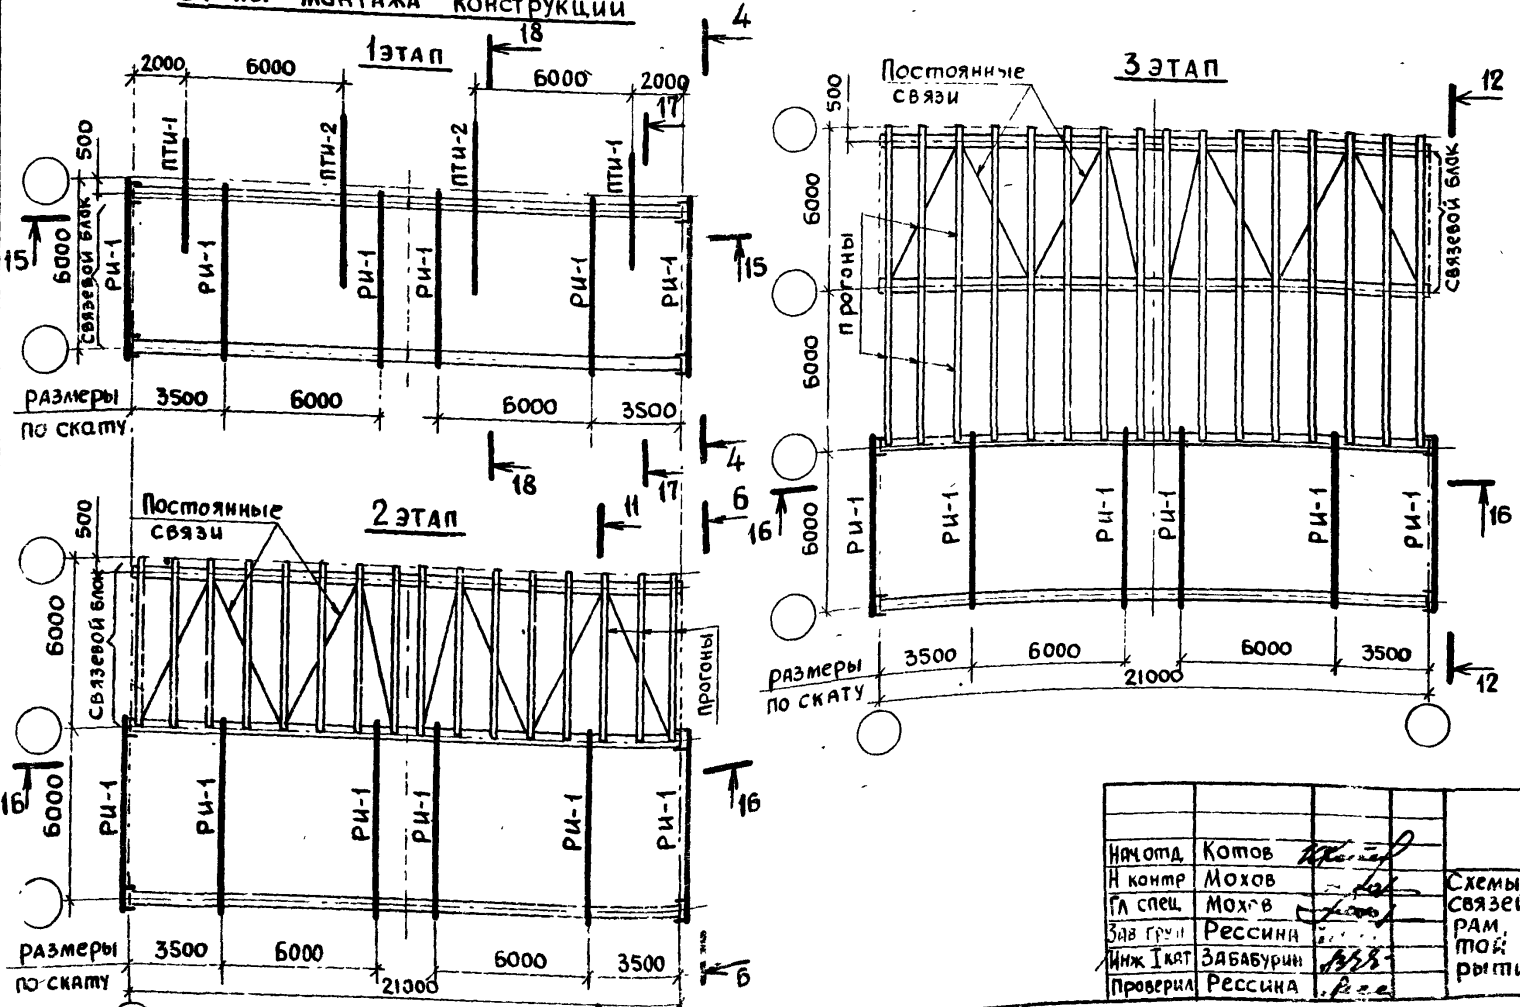 монтажа конструкций
1 ЭТАП
18
4
2000
6000
6000
2000
17
500
ПТИ-1
ПТИ-2
ПТИ-2
ПТИ-1
6000
связевой блок
РИ-1
РИ-1
РИ-1
РИ-1
РИ-1
РИ-1
15
15
размеры
по скату
3500
6000
6000
3500
18
17
4
2 ЭТАП
Постоянные
связи
11
6
500
6000
связевой блок
Прогоны
16
16
6000
РИ-1
РИ-1
РИ-1
РИ-1
РИ-1
РИ-1
размеры
по скату
3500
6000
6000
3500
21000
6
3 ЭТАП
Постоянные
связи
12
500
6000
связевой блок
Прогоны
6000
16
16
6000
РИ-1
РИ-1
РИ-1
РИ-1
РИ-1
РИ-1
размеры
по скату
3500
6000
6000
3500
21000
12
Нач отд Котов
Н контр Мохов
Гл спец Мохов
Зав груп Рессина
Инж I кат Забабурин
Проверил Рессина
Схемы
связей
рам,
той
рыти